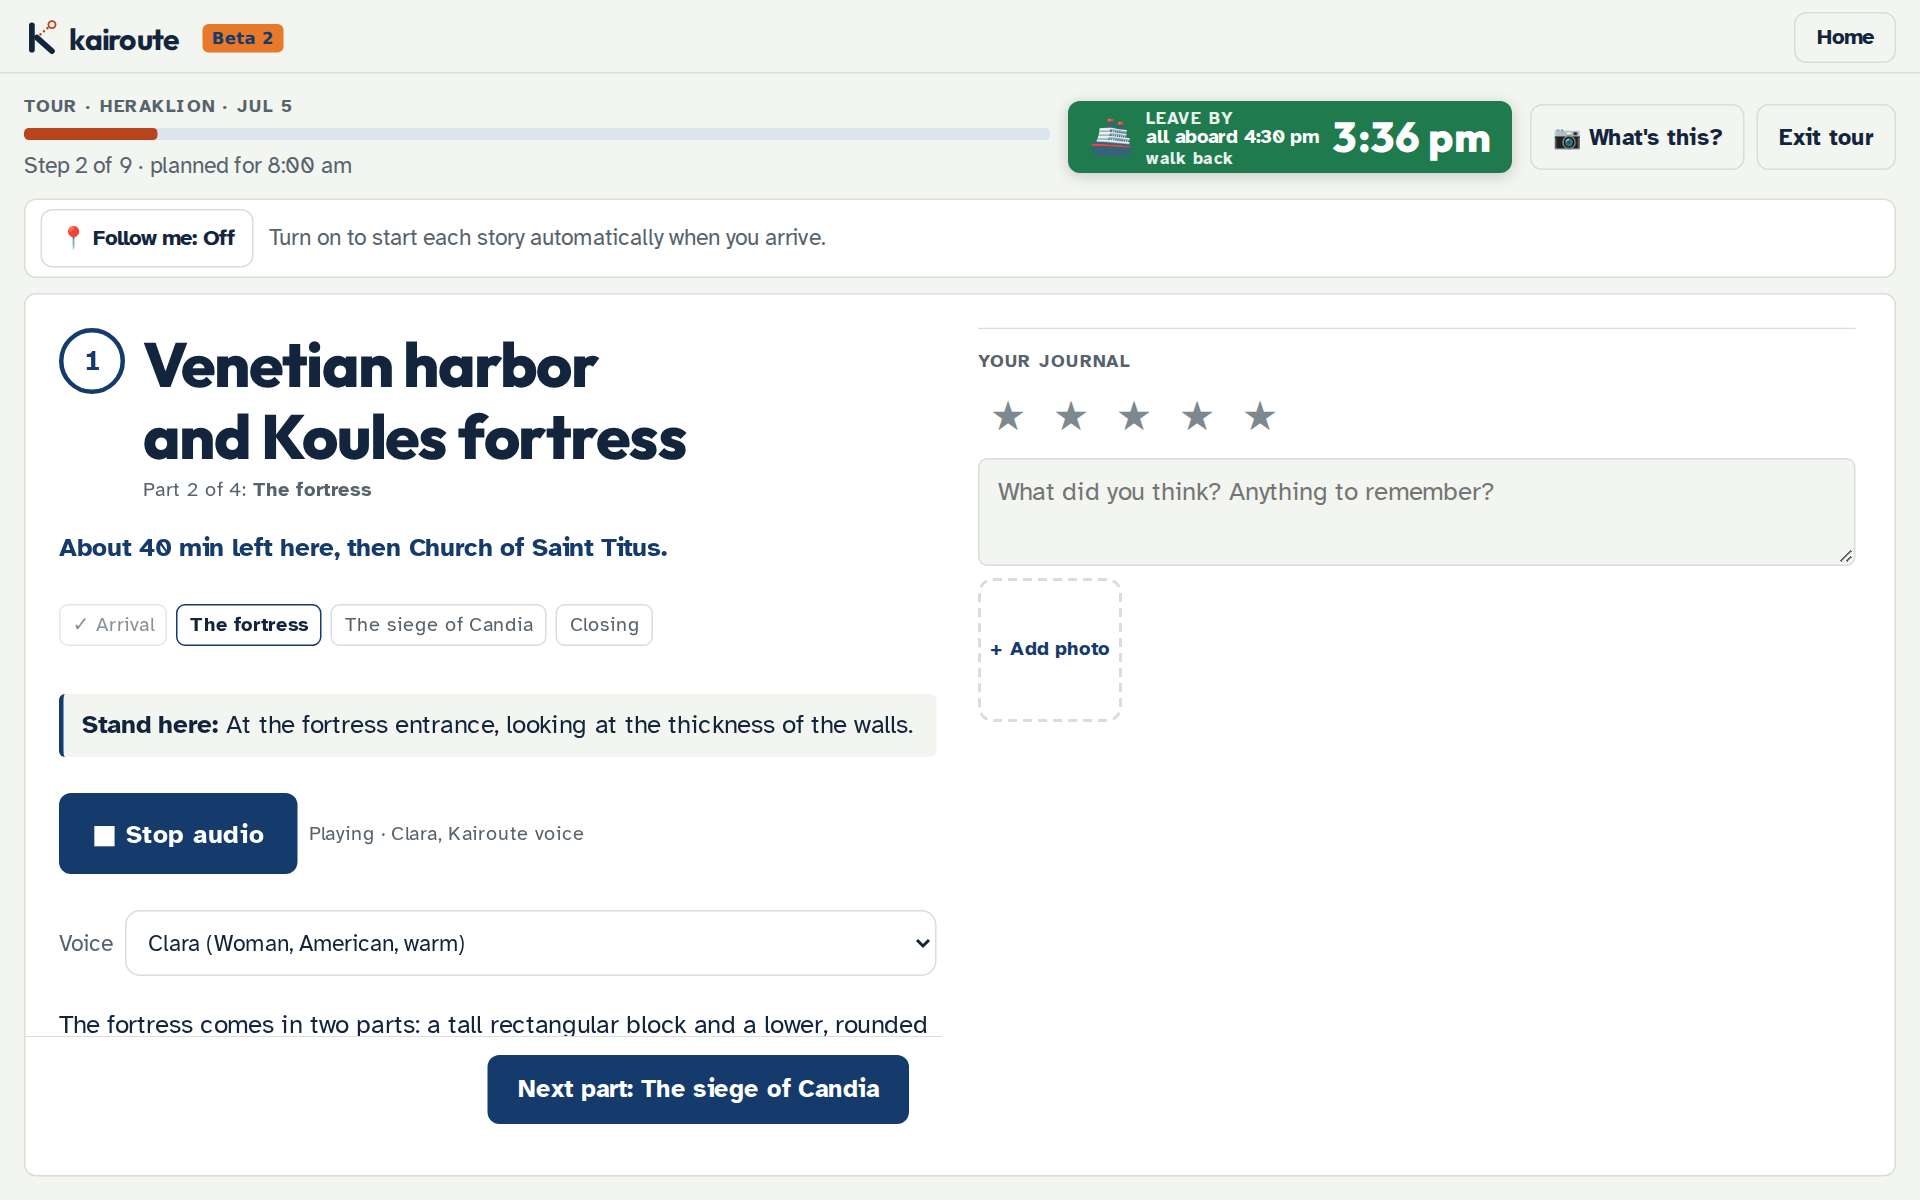 kairoute
Beta 2
Home
TOUR · HERAKLION · JUL 5
Step 2 of 9 · planned for 8:00 am
LEAVE BY
all aboard 4:30 pm
walk back
3:36 pm
What's this?
Exit tour
Follow me: Off
Turn on to start each story automatically when you arrive.
1
Venetian harbor
and Koules fortress
Part 2 of 4: The fortress
About 40 min left here, then Church of Saint Titus.
✓ Arrival
The fortress
The siege of Candia
Closing
Stand here: At the fortress entrance, looking at the thickness of the walls.
Stop audio
Playing · Clara, Kairoute voice
Voice
Clara (Woman, American, warm)
The fortress comes in two parts: a tall rectangular block and a lower, rounded
Next part: The siege of Candia
YOUR JOURNAL
★ ★ ★ ★ ★
What did you think? Anything to remember?
+ Add photo